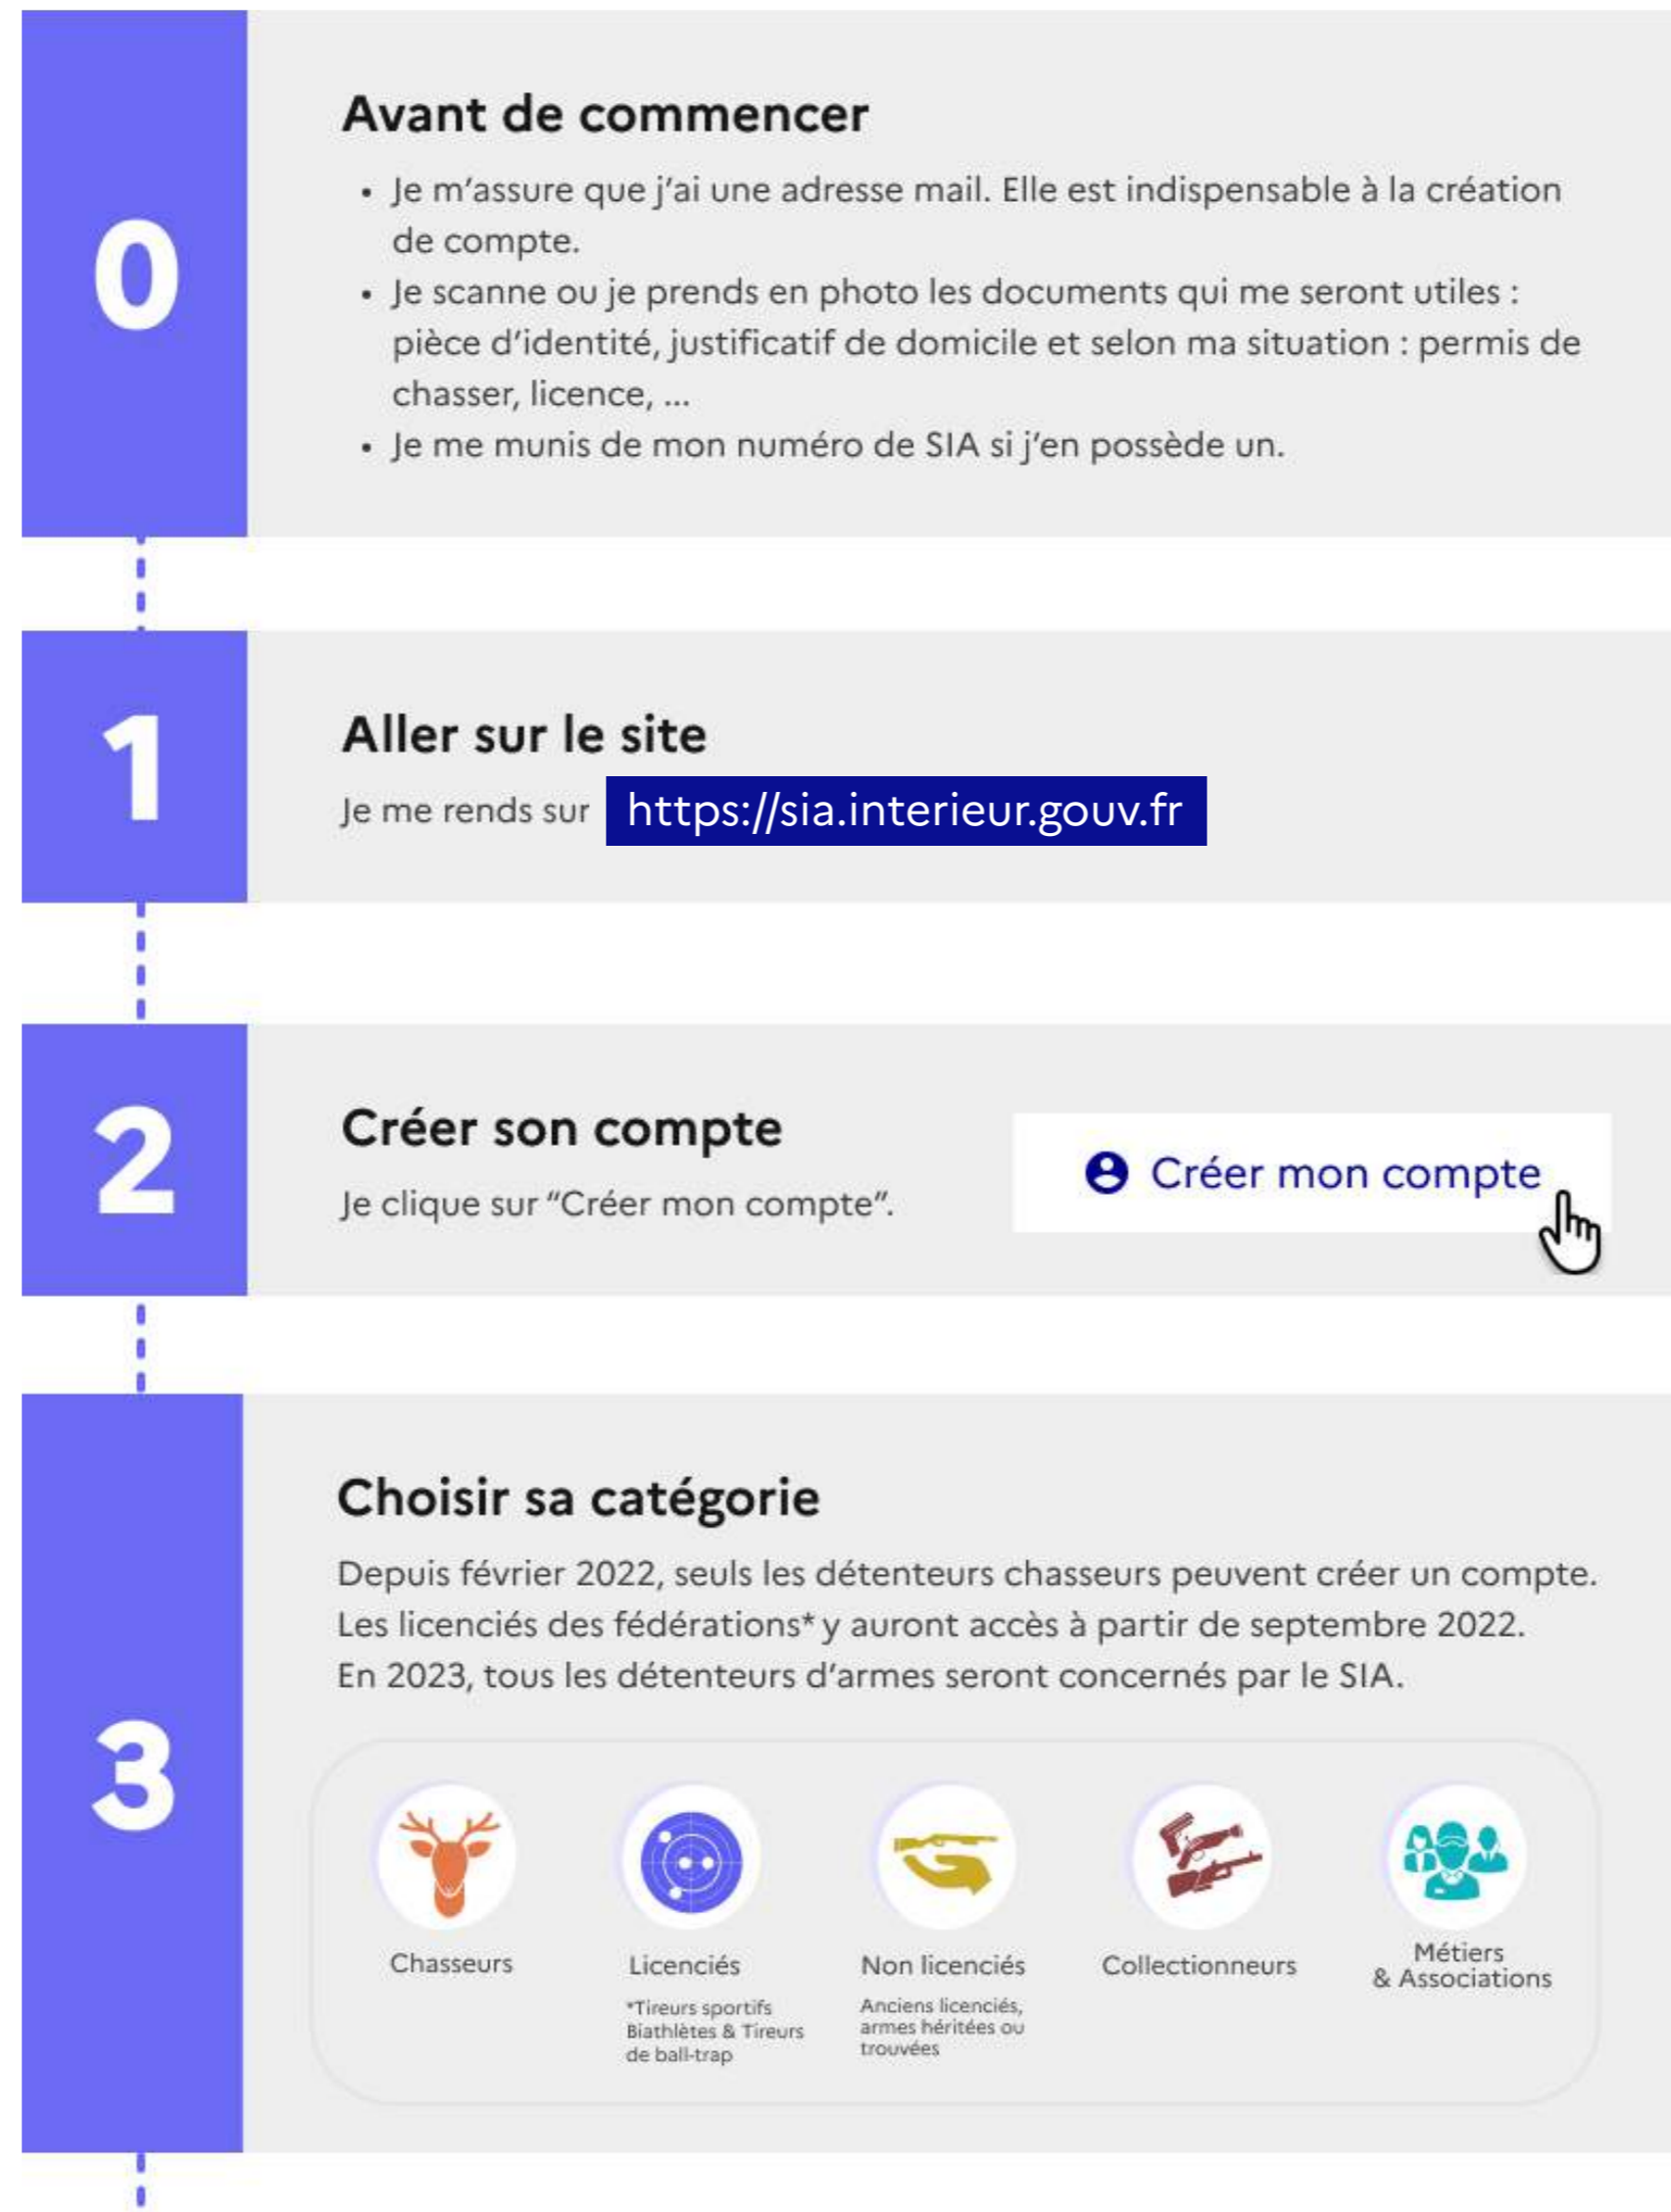 0
Avant de commencer
• Je m'assure que j'ai une adresse mail. Elle est indispensable à la création
de compte.
• Je scanne ou je prends en photo les documents qui me seront utiles :
pièce d'identité, justificatif de domicile et selon ma situation : permis de
chasser, licence, ...
• Je me munis de mon numéro de SIA si j'en possède un.
1
Aller sur le site
Je me rends sur https://sia.interieur.gouv.fr
2
Créer son compte
Je clique sur “Créer mon compte”.
Créer mon compte
3
Choisir sa catégorie
Depuis février 2022, seuls les détenteurs chasseurs peuvent créer un compte.
Les licenciés des fédérations* y auront accès à partir de septembre 2022.
En 2023, tous les détenteurs d'armes seront concernés par le SIA.
Chasseurs
Licenciés
*Tireurs sportifs
Biathlètes & Tireurs
de ball-trap
Non licenciés
Anciens licenciés,
armes héritées ou
trouvées
Collectionneurs
Métiers
& Associations